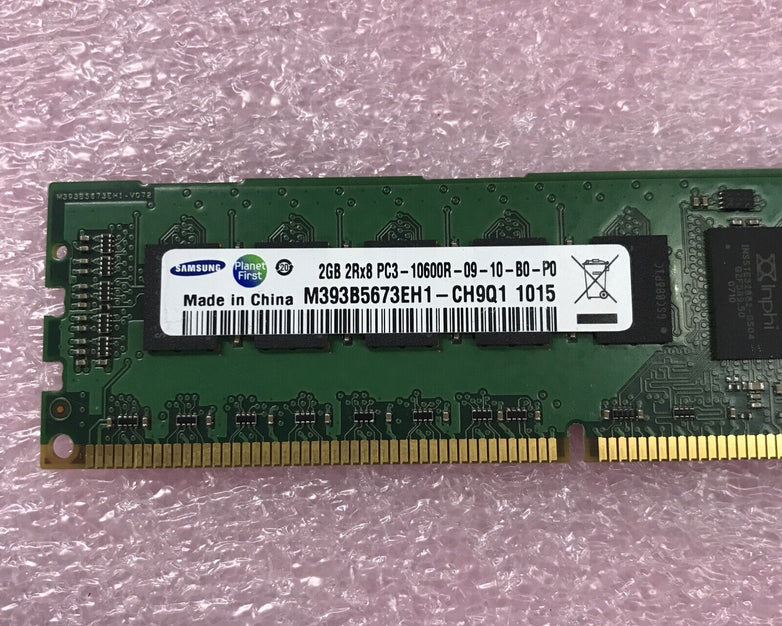 M393B5673EH1-V072
SAMSUNG
Planet
First
20
2GB 2Rx8 PC3-10600R-09-10-B0-P0
Made in China M393B5673EH1-CH9Q1 1015
inphi